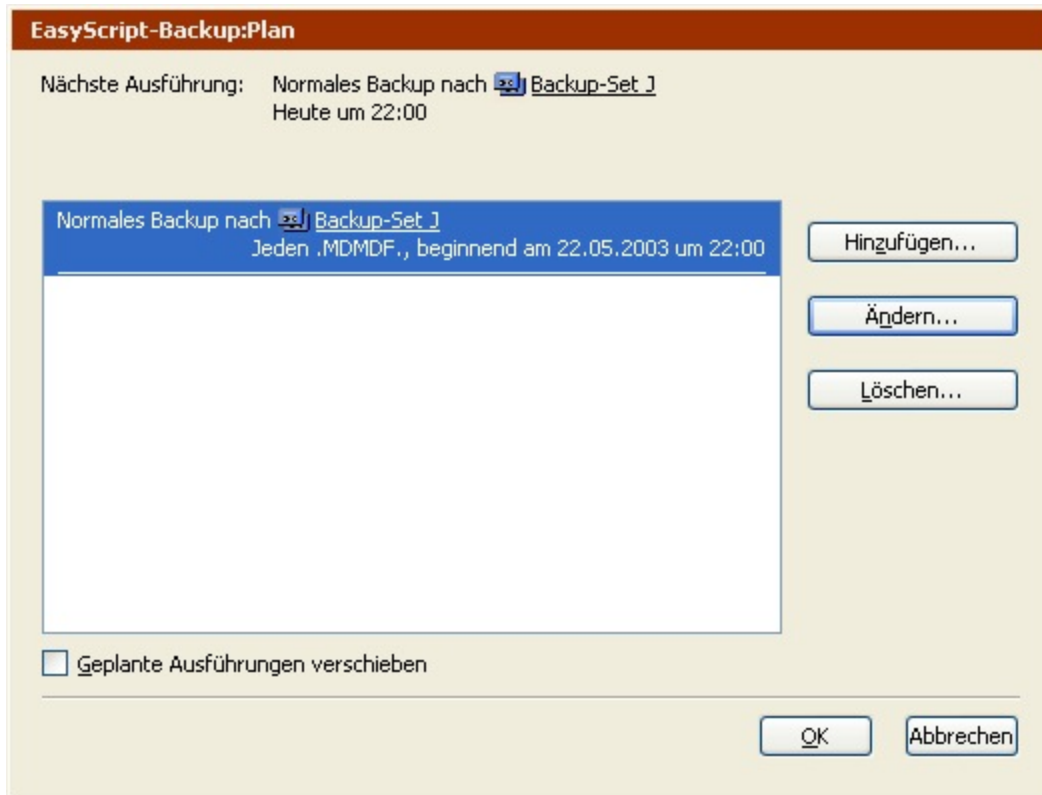 EasyScript-Backup:Plan
Nächste Ausführung: Normales Backup nach Backup-Set J
Heute um 22:00
Normales Backup nach Backup-Set J
Jeden .MDMDF., beginnend am 22.05.2003 um 22:00
Hinzufügen...
Ändern...
Löschen...
Geplante Ausführungen verschieben
OK
Abbrechen